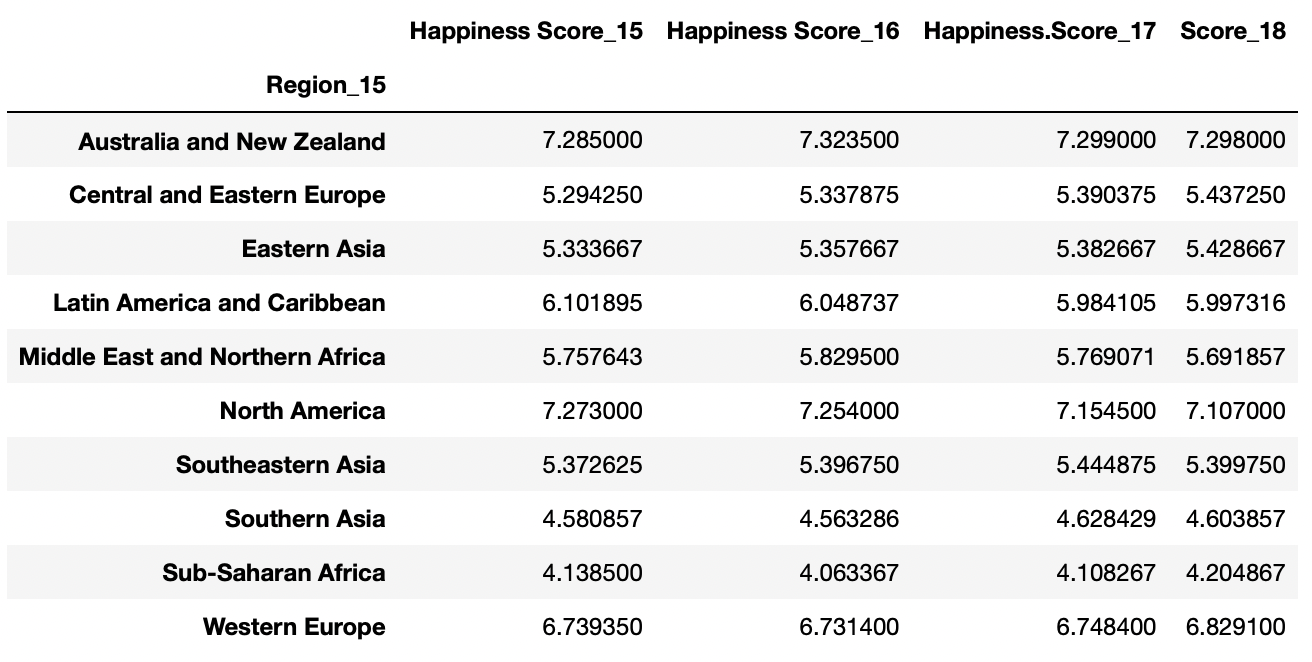 Happiness Score_15 Happiness Score_16 Happiness.Score_17 Score_18
Region_15
Australia and New Zealand 7.285000 7.323500 7.299000 7.298000
Central and Eastern Europe 5.294250 5.337875 5.390375 5.437250
Eastern Asia 5.333667 5.357667 5.382667 5.428667
Latin America and Caribbean 6.101895 6.048737 5.984105 5.997316
Middle East and Northern Africa 5.757643 5.829500 5.769071 5.691857
North America 7.273000 7.254000 7.154500 7.107000
Southeastern Asia 5.372625 5.396750 5.444875 5.399750
Southern Asia 4.580857 4.563286 4.628429 4.603857
Sub-Saharan Africa 4.138500 4.063367 4.108267 4.204867
Western Europe 6.739350 6.731400 6.748400 6.829100